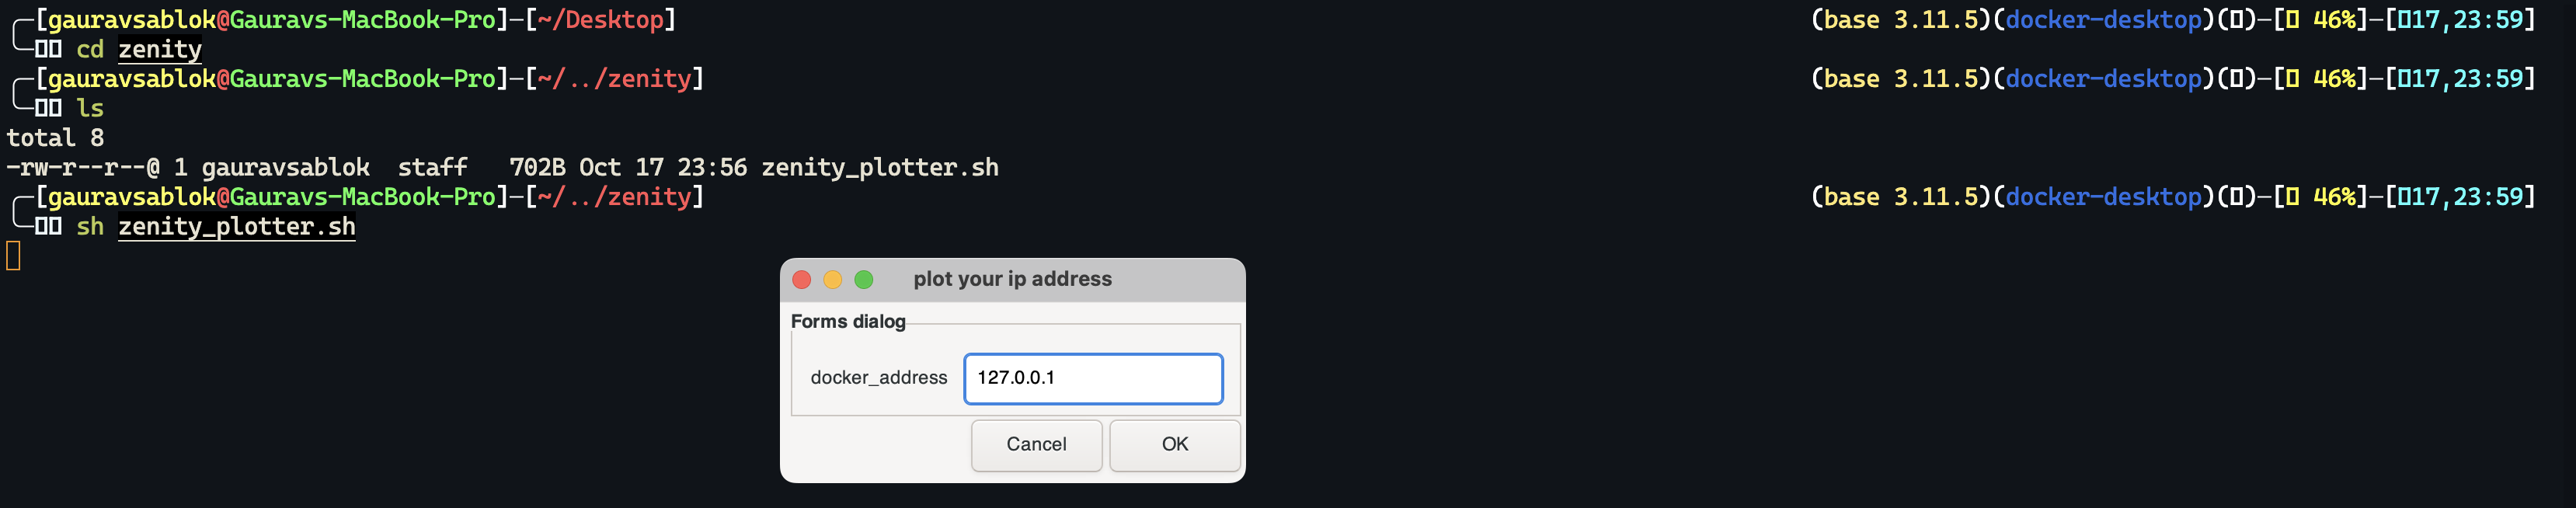 [gauravsablok@Gauravs-MacBook-Pro]-[~/Desktop] (base 3.11.5)(docker-desktop)()-[ 46%]-[17,23:59]
cd zenity
[gauravsablok@Gauravs-MacBook-Pro]-[~/../zenity] (base 3.11.5)(docker-desktop)()-[ 46%]-[17,23:59]
ls
total 8
-rw-r--r--@ 1 gauravsablok staff 702B Oct 17 23:56 zenity_plotter.sh
[gauravsablok@Gauravs-MacBook-Pro]-[~/../zenity] (base 3.11.5)(docker-desktop)()-[ 46%]-[17,23:59]
sh zenity_plotter.sh
plot your ip address
Forms dialog
docker_address 127.0.0.1
Cancel OK